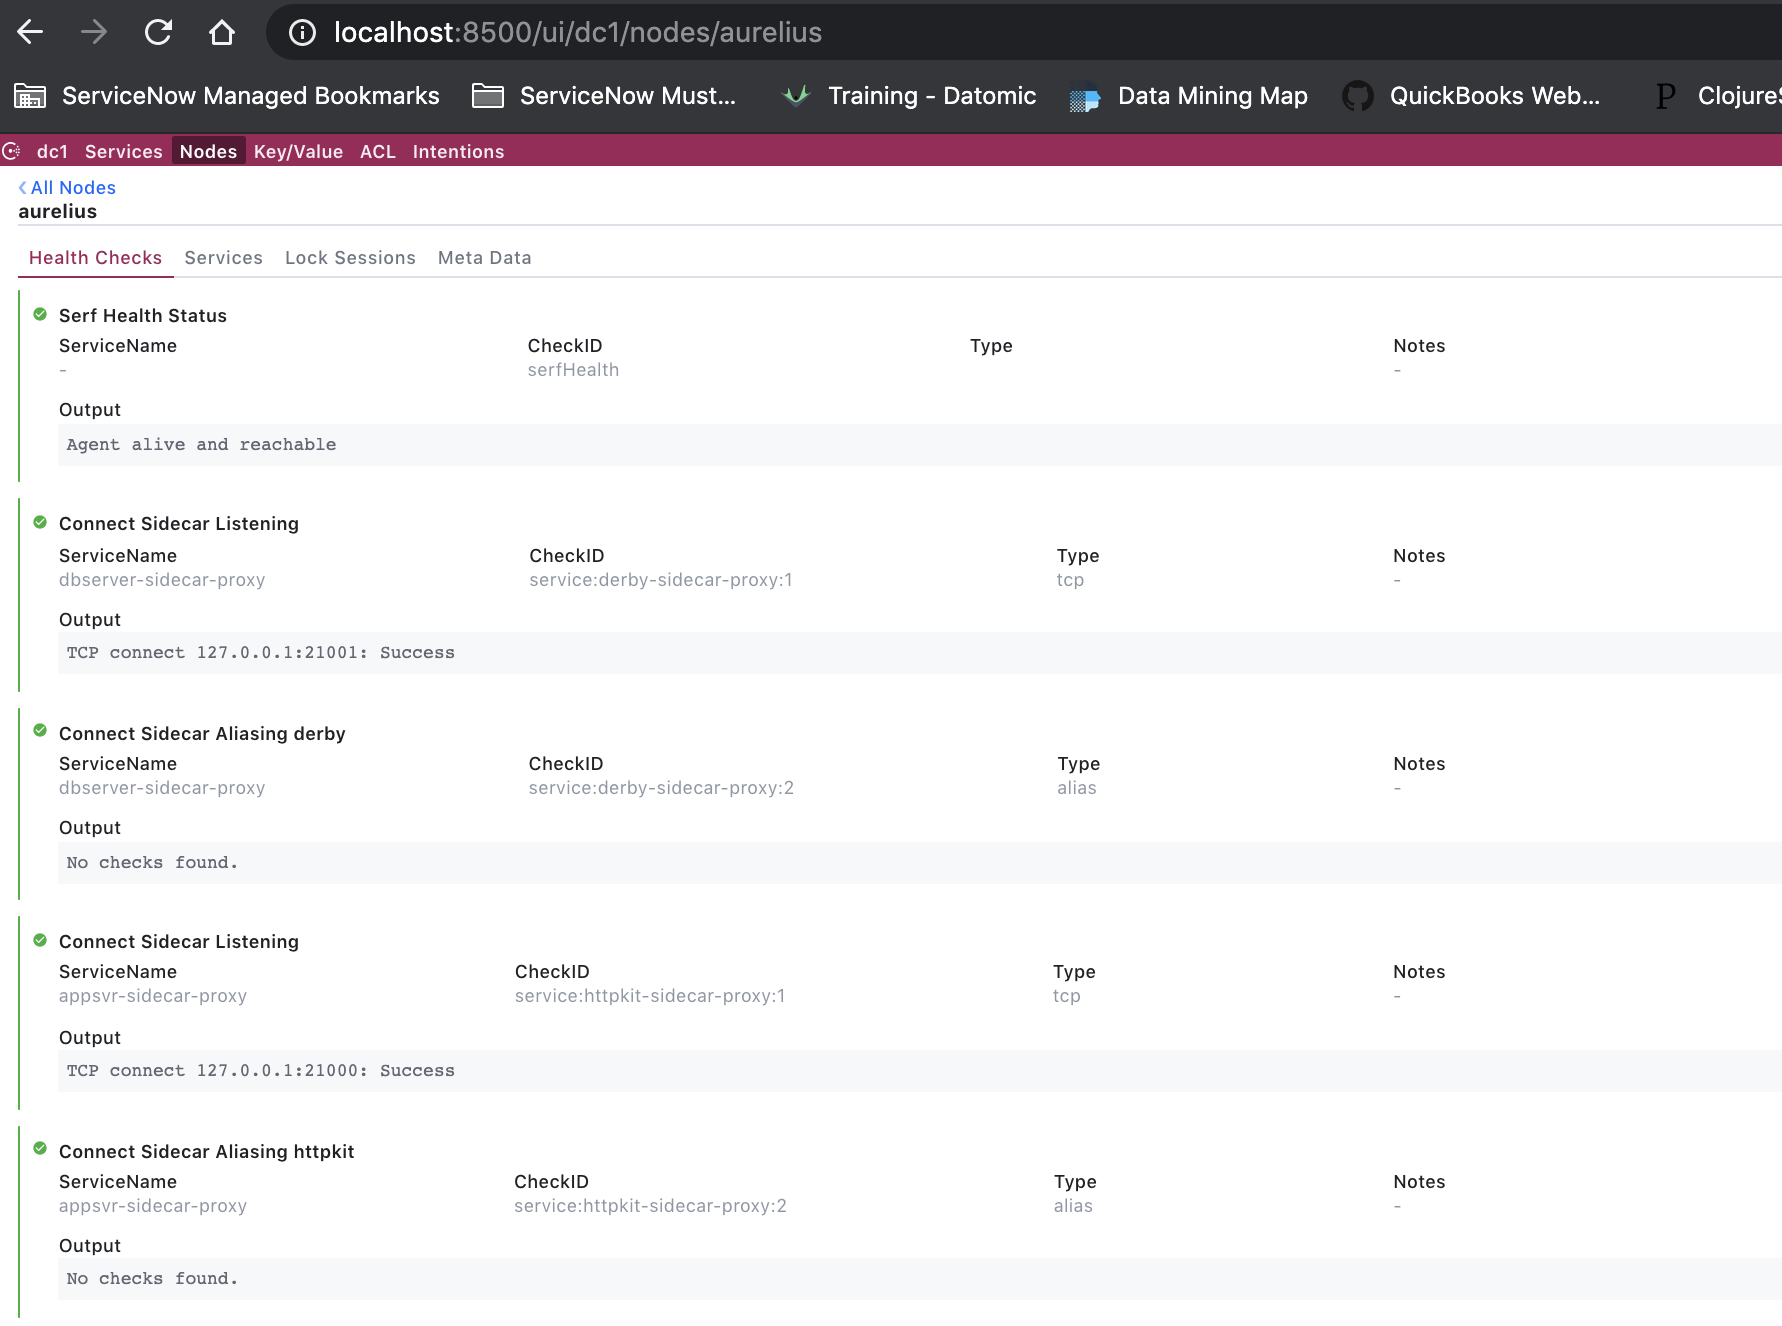 localhost:8500/ui/dc1/nodes/aurelius
ServiceNow Managed Bookmarks ServiceNow Must... Training - Datomic Data Mining Map QuickBooks Web... P ClojureS
dc1 Services Nodes Key/Value ACL Intentions
All Nodes
aurelius
Health Checks Services Lock Sessions Meta Data
Serf Health Status
ServiceName CheckID Type Notes
- serfHealth -
Output
Agent alive and reachable
Connect Sidecar Listening
ServiceName CheckID Type Notes
dbserver-sidecar-proxy service:derby-sidecar-proxy:1 tcp -
Output
TCP connect 127.0.0.1:21001: Success
Connect Sidecar Aliasing derby
ServiceName CheckID Type Notes
dbserver-sidecar-proxy service:derby-sidecar-proxy:2 alias -
Output
No checks found.
Connect Sidecar Listening
ServiceName CheckID Type Notes
appsvr-sidecar-proxy service:httpkit-sidecar-proxy:1 tcp -
Output
TCP connect 127.0.0.1:21000: Success
Connect Sidecar Aliasing httpkit
ServiceName CheckID Type Notes
appsvr-sidecar-proxy service:httpkit-sidecar-proxy:2 alias -
Output
No checks found.